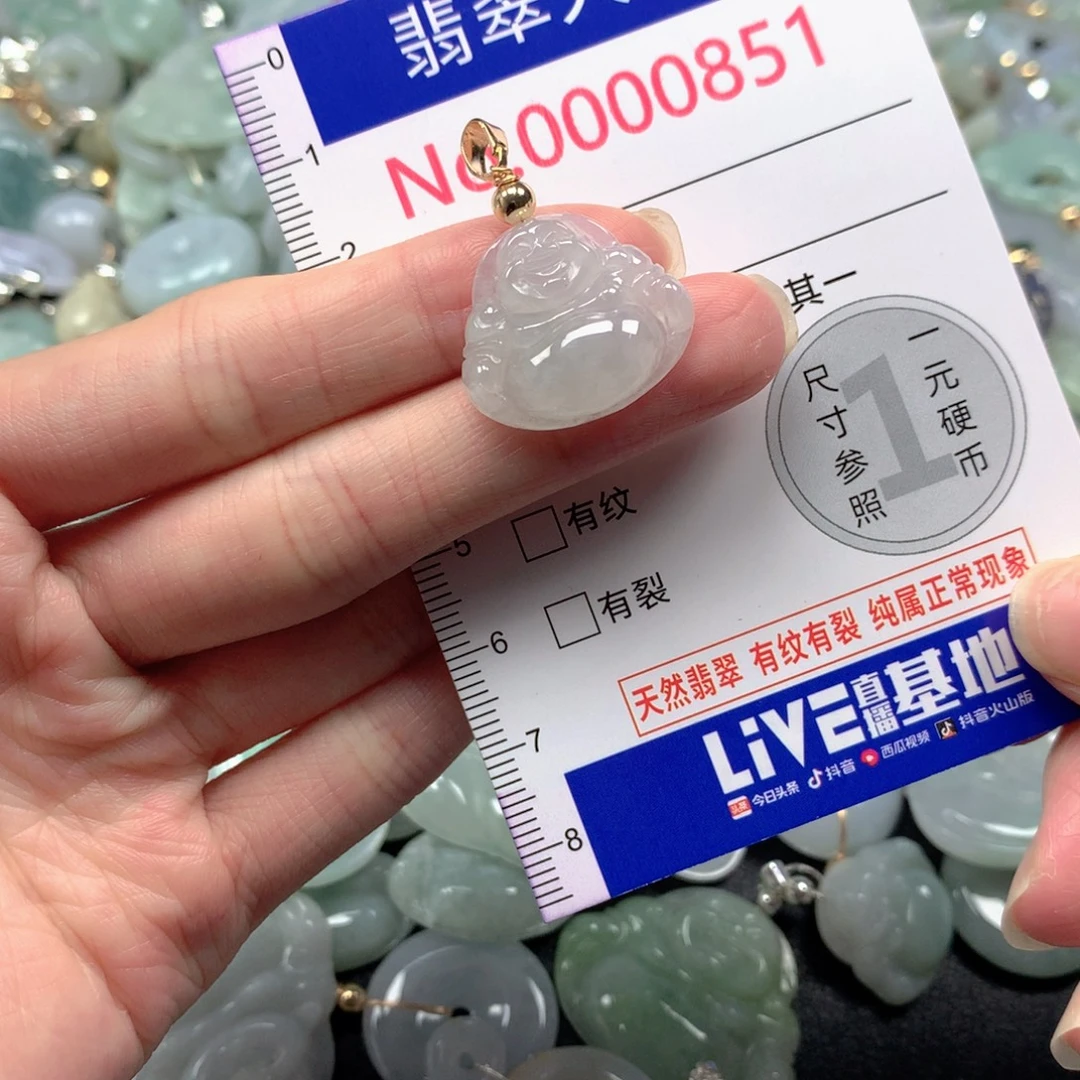 翡翠人
No.0000851
其一
尺寸参照
1
一元硬币
有纹
有裂
天然翡翠 有纹有裂 纯属正常现象
LiVE直播基地
头条 今日头条 抖音 西瓜视频 抖音火山版
0
1
2
5
6
7
8